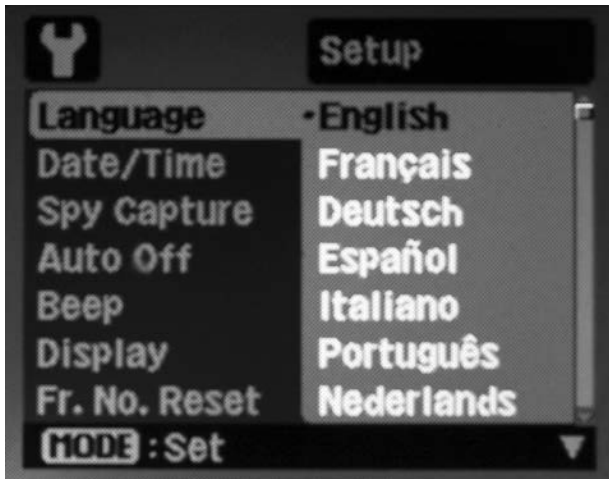 Setup
Language ·English
Date/Time Français
Spy Capture Deutsch
Auto Off Español
Beep Italiano
Display Português
Fr. No. Reset Nederlands
MODE :Set